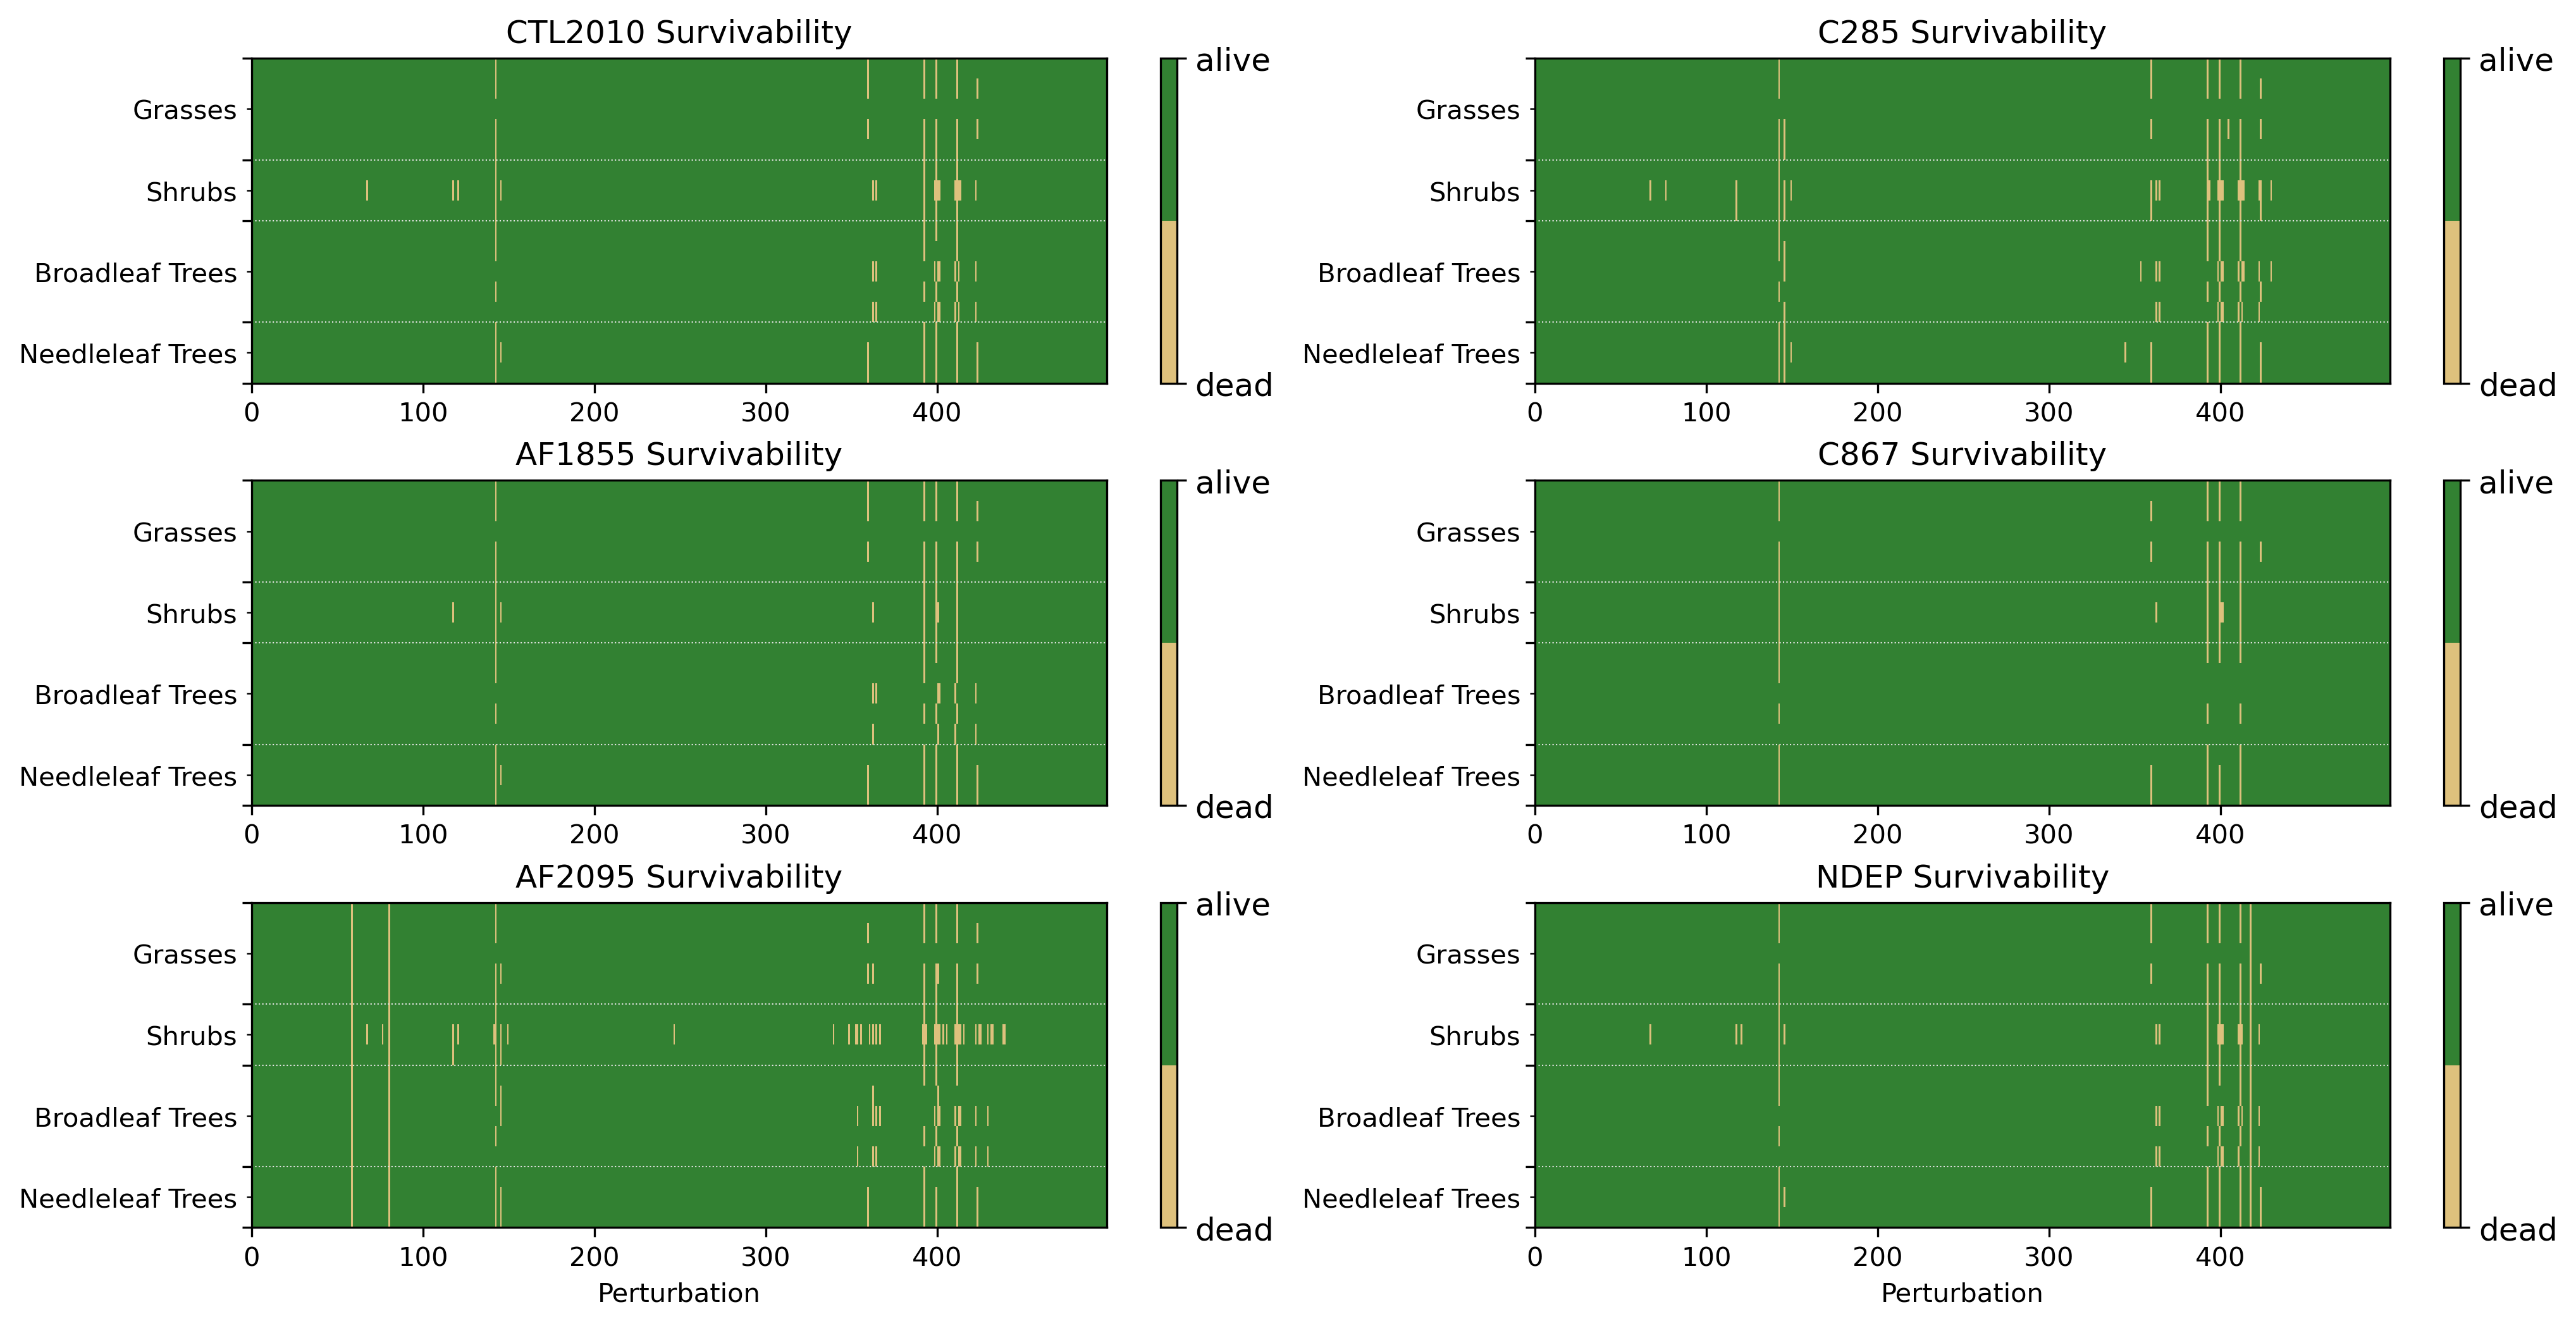 CTL2010 Survivability
Grasses
Shrubs
Broadleaf Trees
Needleleaf Trees
0 100 200 300 400
alive
dead
C285 Survivability
Grasses
Shrubs
Broadleaf Trees
Needleleaf Trees
0 100 200 300 400
alive
dead
AF1855 Survivability
Grasses
Shrubs
Broadleaf Trees
Needleleaf Trees
0 100 200 300 400
alive
dead
C867 Survivability
Grasses
Shrubs
Broadleaf Trees
Needleleaf Trees
0 100 200 300 400
alive
dead
AF2095 Survivability
Grasses
Shrubs
Broadleaf Trees
Needleleaf Trees
0 100 200 300 400
Perturbation
alive
dead
NDEP Survivability
Grasses
Shrubs
Broadleaf Trees
Needleleaf Trees
0 100 200 300 400
Perturbation
alive
dead